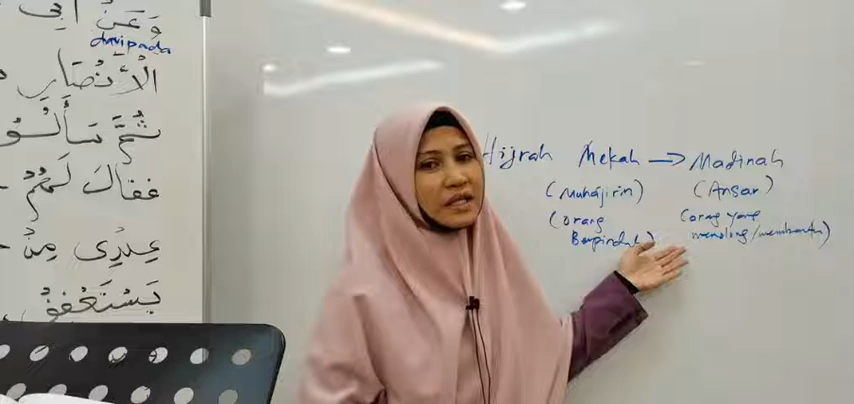 وَعَنْ أَبِي
daripada
الْأَنْصَارِ
ثُمَّ سَأَلُو
فَقَالَ لَهُمْ
عِنْدِى مِنْ
يَسْتَعْفِفْ
Hijrah Mekah → Madinah
(Muhajirin) (Ansar)
(orang (orang yang
Berpindah) menolong/membantu)